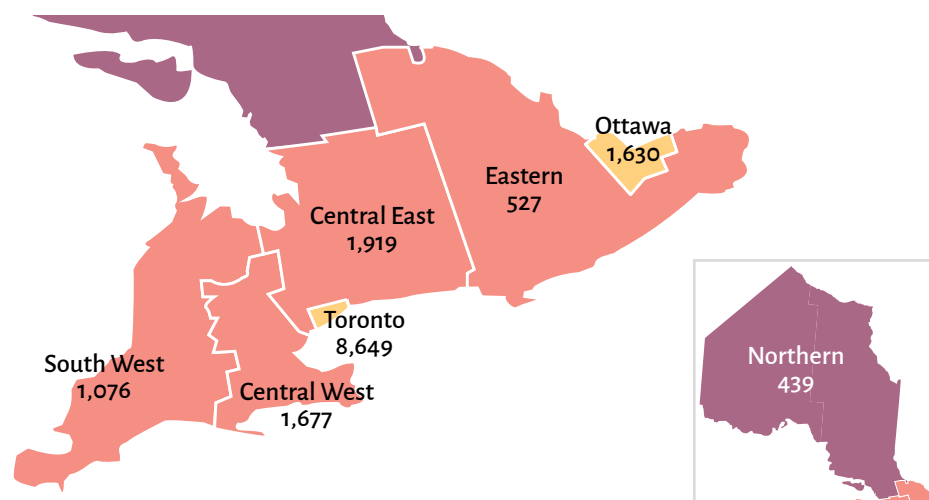 Ottawa
1,630
Eastern
527
Central East
1,919
Toronto
8,649
South West
1,076
Central West
1,677
Northern
439